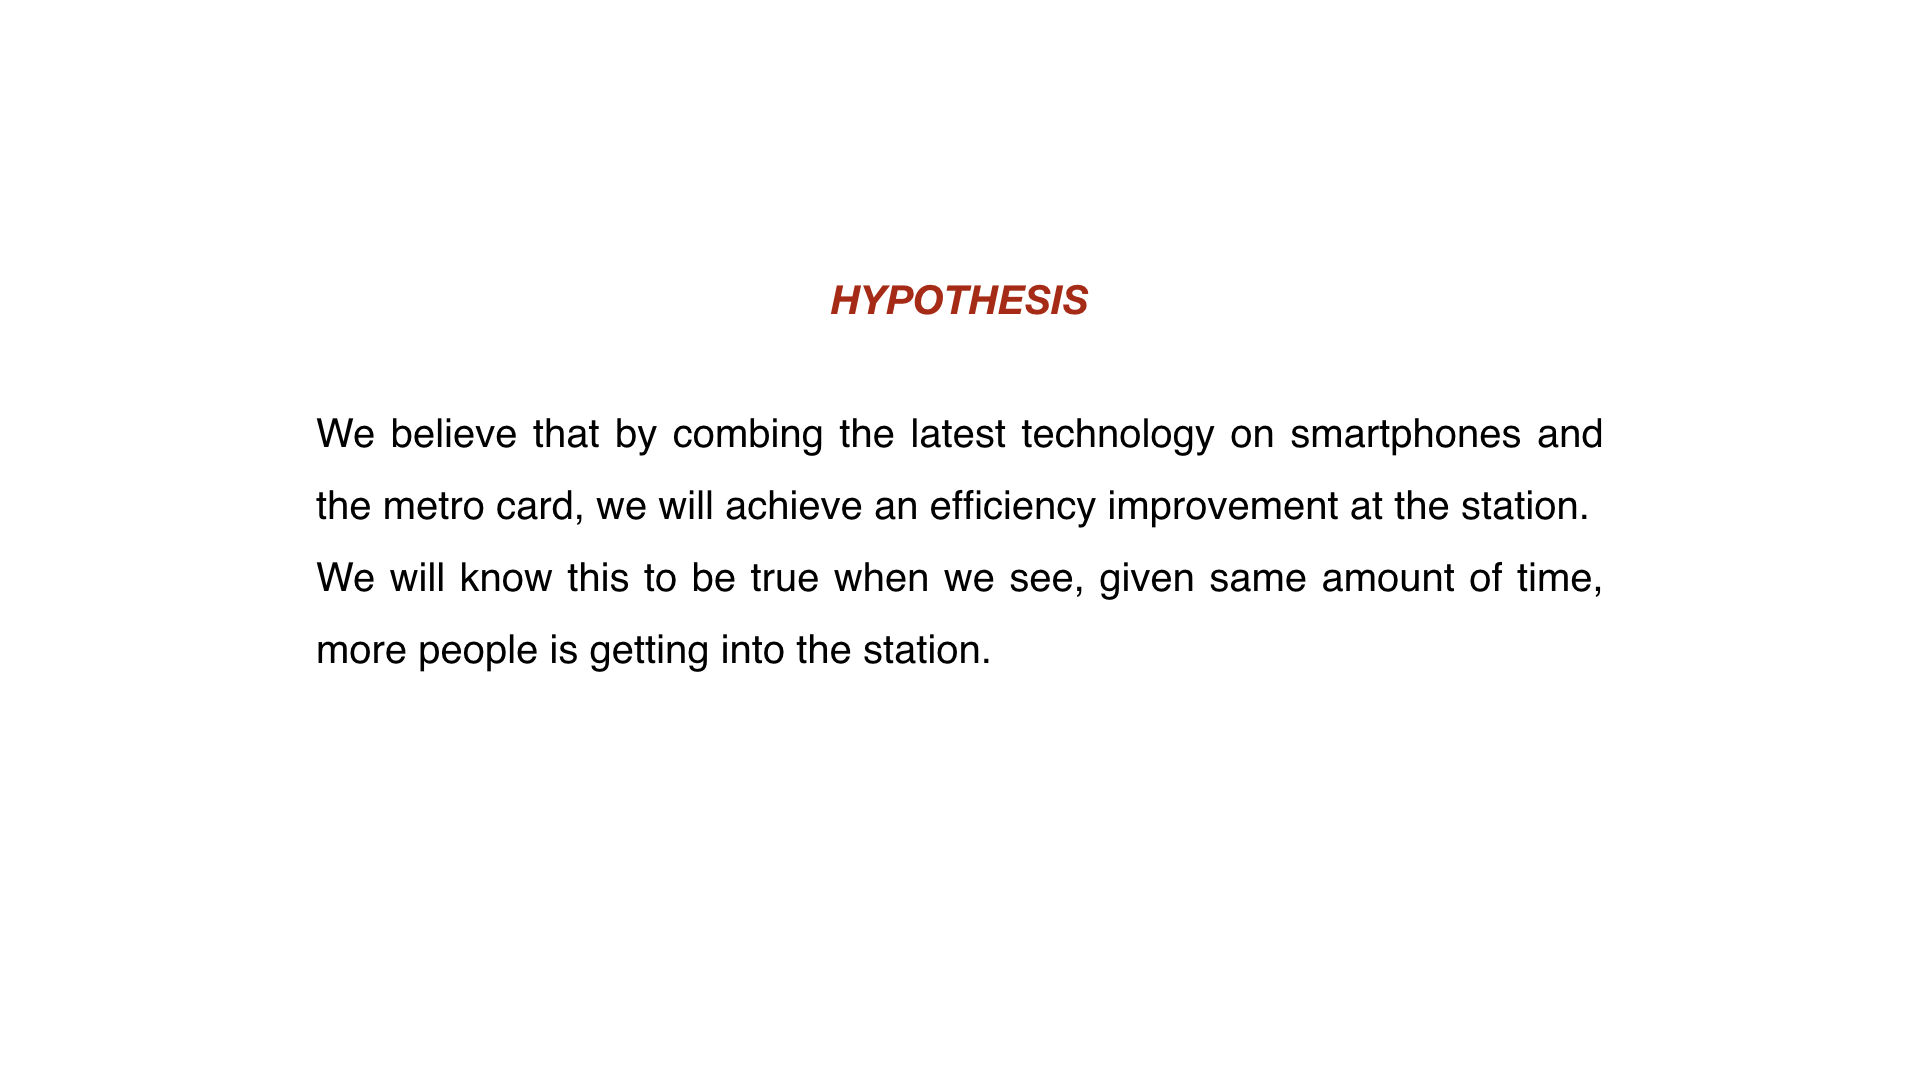 HYPOTHESIS
We believe that by combing the latest technology on smartphones and
the metro card, we will achieve an efficiency improvement at the station.
We will know this to be true when we see, given same amount of time,
more people is getting into the station.